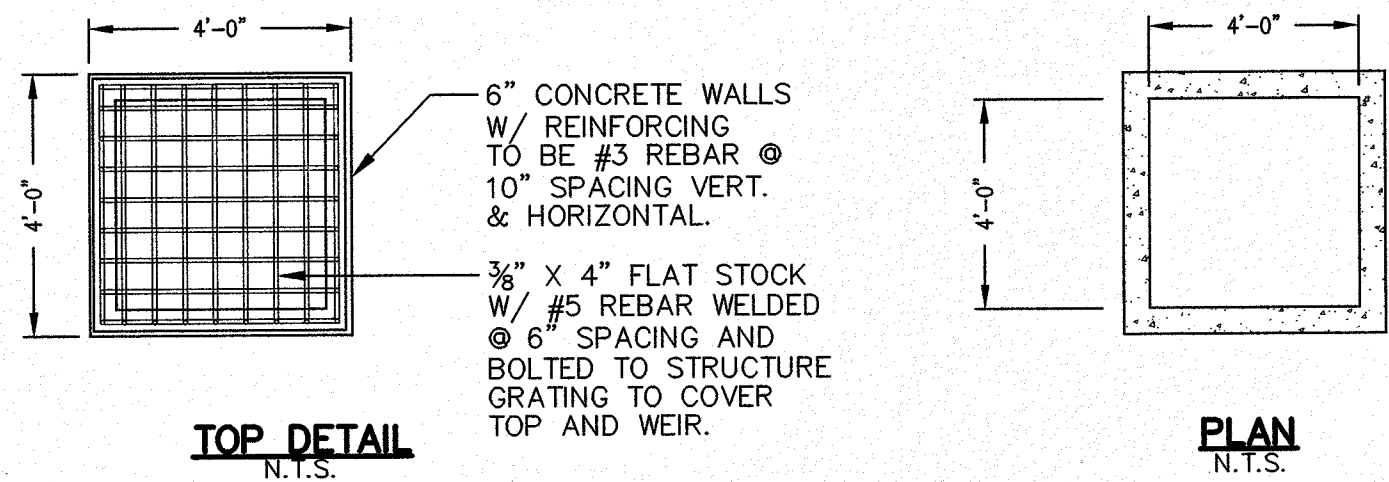 4'-0"
4'-0"
6" CONCRETE WALLS
W/ REINFORCING
TO BE #3 REBAR @
10" SPACING VERT.
& HORIZONTAL.
⅜" X 4" FLAT STOCK
W/ #5 REBAR WELDED
@ 6" SPACING AND
BOLTED TO STRUCTURE
GRATING TO COVER
TOP AND WEIR.
TOP DETAIL
N.T.S.
4'-0"
4'-0"
PLAN
N.T.S.